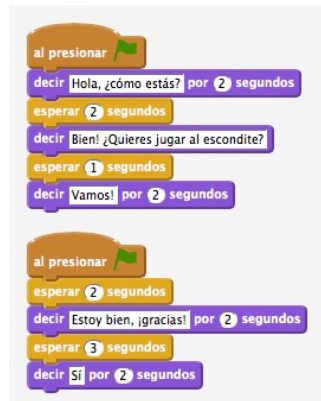 al presionar
decir Hola, ¿cómo estás? por 2 segundos
esperar 2 segundos
decir Bien! ¿Quieres jugar al escondite?
esperar 1 segundos
decir Vamos! por 2 segundos
al presionar
esperar 2 segundos
decir Estoy bien, ¡gracias! por 2 segundos
esperar 3 segundos
decir Sí por 2 segundos